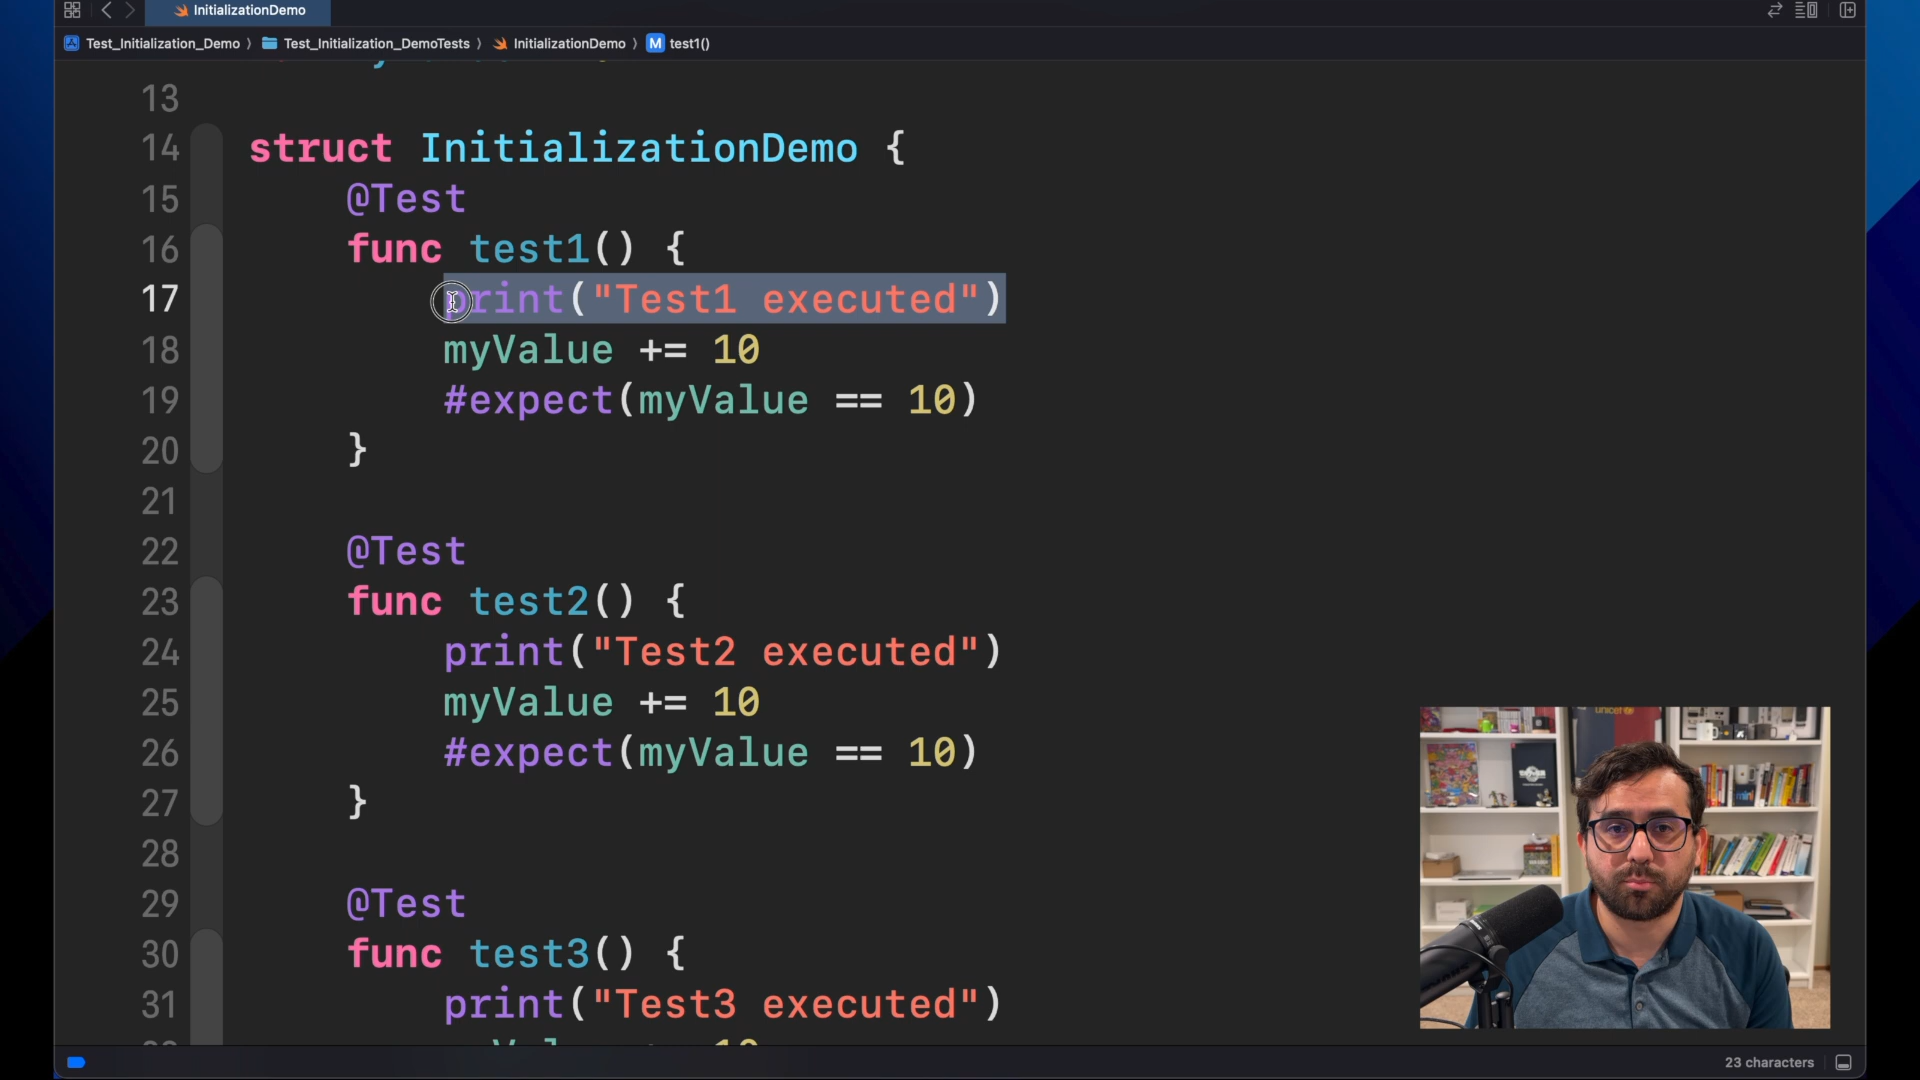 InitializationDemo
Test_Initialization_Demo 〉 Test_Initialization_DemoTests 〉 InitializationDemo 〉 M test1()
13
14 struct InitializationDemo {
15 @Test
16 func test1() {
17 print("Test1 executed")
18 myValue += 10
19 #expect(myValue == 10)
20 }
21
22 @Test
23 func test2() {
24 print("Test2 executed")
25 myValue += 10
26 #expect(myValue == 10)
27 }
28
29 @Test
30 func test3() {
31 print("Test3 executed")
unicef
23 characters